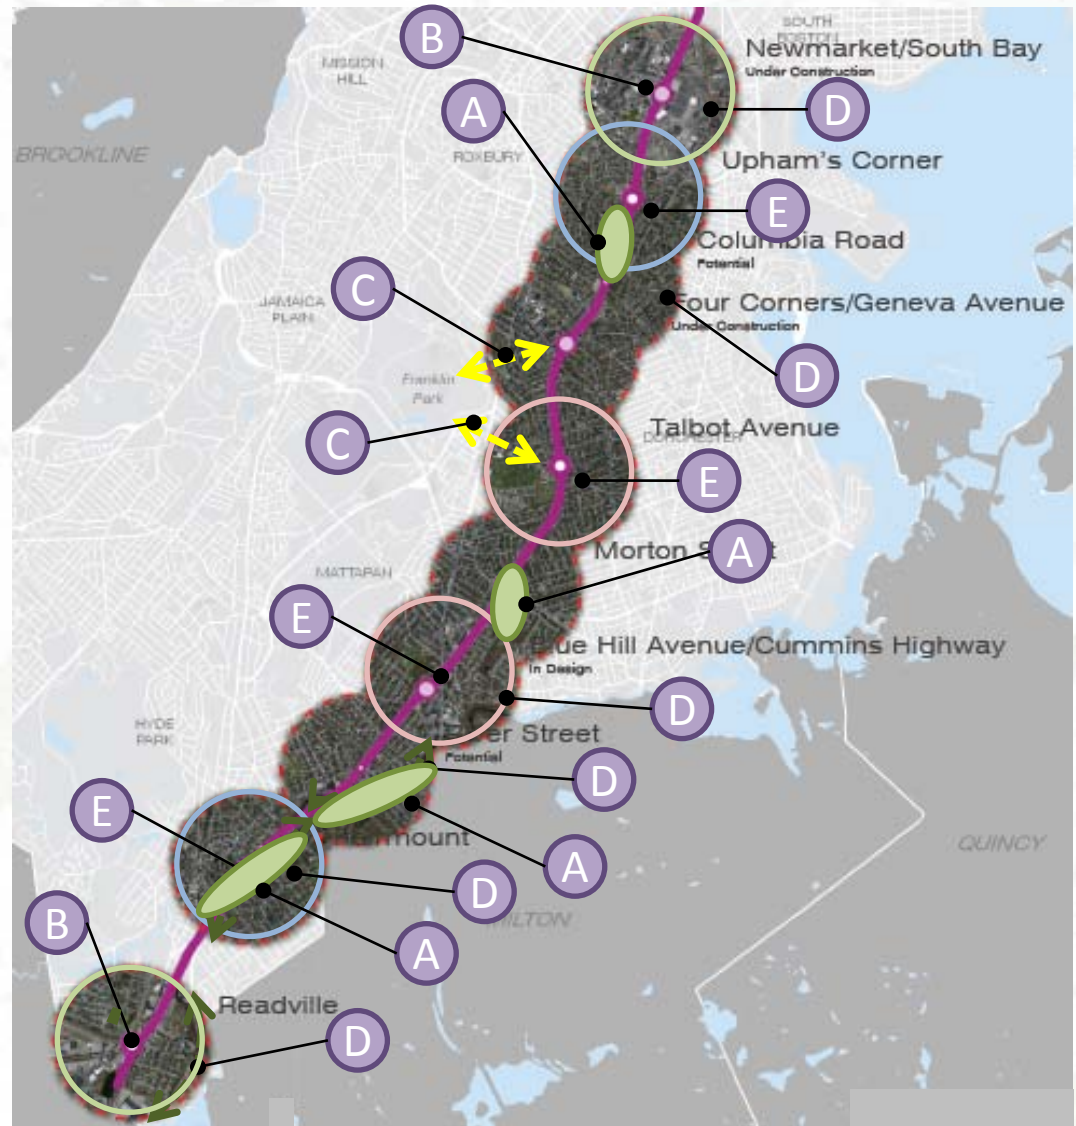 B
SOUTH
BOSTON
Newmarket/South Bay
Under Construction
MISSION
HILL
A
D
BROOKLINE
ROXBURY
Upham's Corner
E
Columbia Road
Potential
C
JAMAICA
PLAIN
Four Corners/Geneva Avenue
Under Construction
Franklin
Park
D
C
Talbot Avenue
E
Morton
A
MATTAPAN
E
Blue Hill Avenue/Cummins Highway
In Design
D
HYDE
PARK
River Street
Potential
D
E
Fairmount
QUINCY
A
D
B
MILTON
A
Readville
D